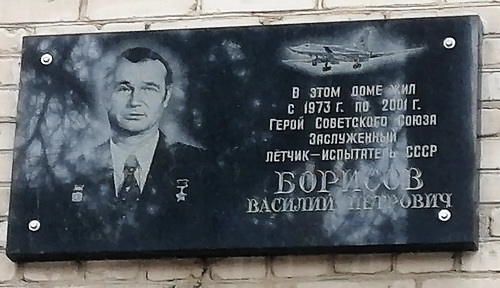 В ЭТОМ ДОМЕ ЖИЛ
С 1973 Г. ПО 2001 Г.
ГЕРОЙ СОВЕТСКОГО СОЮЗА
ЗАСЛУЖЕННЫЙ
ЛЕТЧИК-ИСПЫТАТЕЛЬ СССР
БОРИСОВ
ВАСИЛИЙ ПЕТРОВИЧ